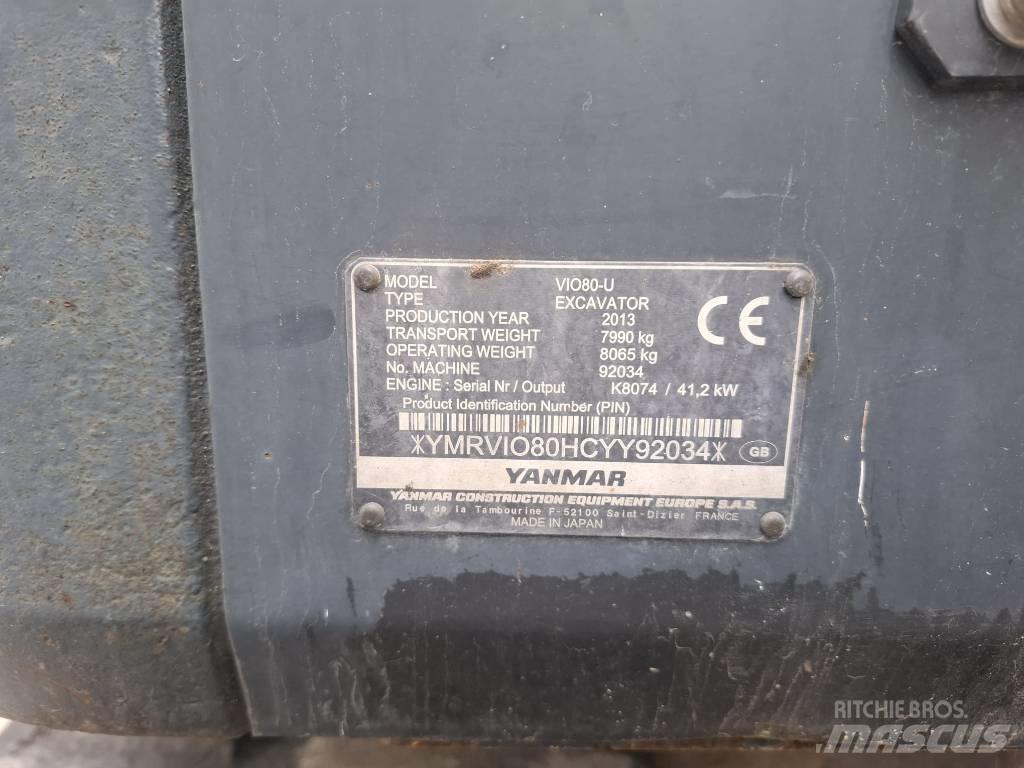 MODEL VIO80-U
TYPE EXCAVATOR
PRODUCTION YEAR 2013
TRANSPORT WEIGHT 7990 kg
OPERATING WEIGHT 8065 kg
No. MACHINE 92034
ENGINE : Serial Nr / Output K8074 / 41,2 kW
Product Identification Number (PIN)
*YMRVIO80HCYY92034*
GB
CE
YANMAR
YANMAR CONSTRUCTION EQUIPMENT EUROPE S.A.S.
Rue de la Tambourine F-52100 Saint-Dizier FRANCE
MADE IN JAPAN
RITCHIE BROS.
MASCUS